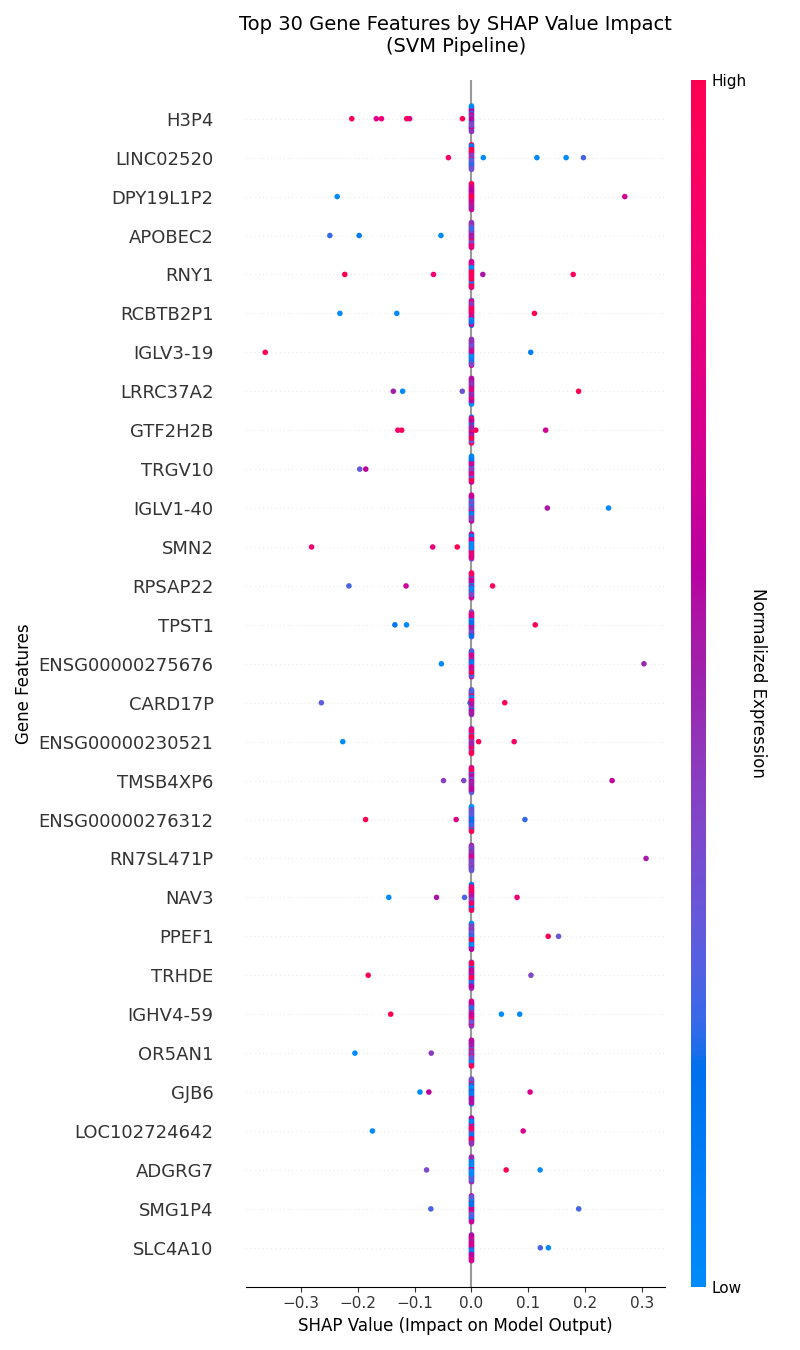 Top 30 Gene Features by SHAP Value Impact
(SVM Pipeline)
High
H3P4
LINC02520
DPY19L1P2
APOBEC2
RNY1
RCBTB2P1
IGLV3-19
LRRC37A2
GTF2H2B
TRGV10
IGLV1-40
SMN2
RPSAP22
TPST1
ENSG00000275676
CARD17P
ENSG00000230521
TMSB4XP6
ENSG00000276312
RN7SL471P
NAV3
PPEF1
TRHDE
IGHV4-59
OR5AN1
GJB6
LOC102724642
ADGRG7
SMG1P4
SLC4A10
Gene Features
Normalized Expression
Low
−0.3 −0.2 −0.1 0.0 0.1 0.2 0.3
SHAP Value (Impact on Model Output)